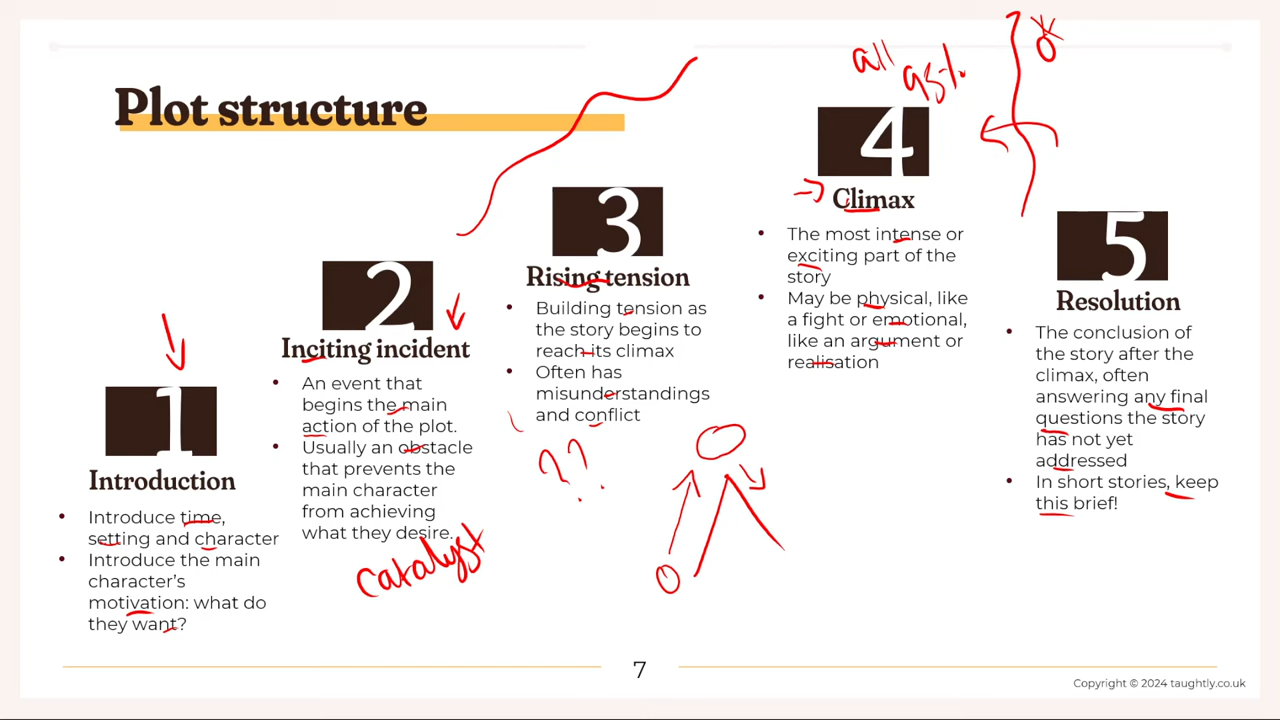 Plot structure
1
Introduction
• Introduce time,
setting and character
• Introduce the main
character's
motivation: what do
they want?
2
Inciting incident
• An event that
begins the main
action of the plot.
• Usually an obstacle
that prevents the
main character
from achieving
what they desire.
catalyst
3
Rising tension
• Building tension as
the story begins to
reach its climax
• Often has
misunderstandings
and conflict
??
all
95%
4
Climax
• The most intense or
exciting part of the
story
• May be physical, like
a fight or emotional,
like an argument or
realisation
5
Resolution
• The conclusion of
the story after the
climax, often
answering any final
questions the story
has not yet
addressed
• In short stories, keep
this brief!
7
Copyright © 2024 taughtly.co.uk